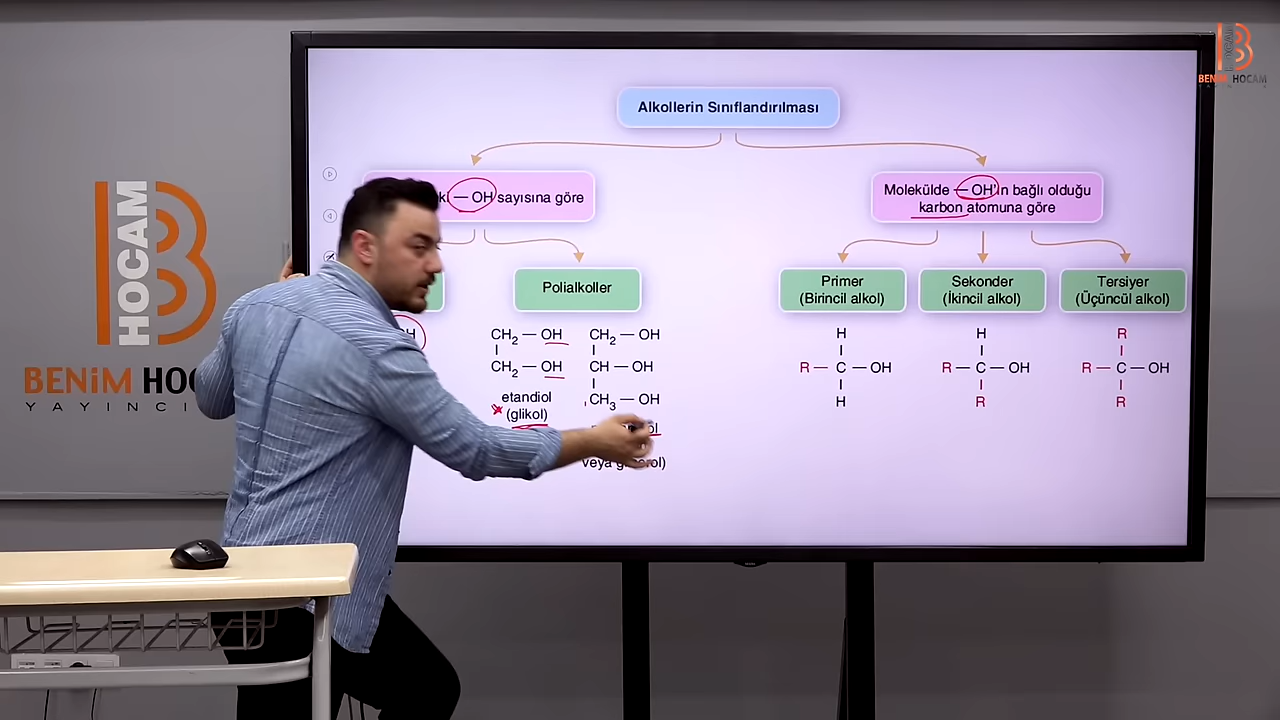 BENİM HOCAM
HOCAM
BENİM HOC
YAYINCI
Alkollerin Sınıflandırılması
— OH sayısına göre
Molekülde — OH'ın bağlı olduğu
karbon atomuna göre
Polialkoller
Primer
(Birincil alkol)
Sekonder
(İkincil alkol)
Tersiyer
(Üçüncül alkol)
CH₂ — OH
CH₂ — OH
etandiol
(glikol)
CH₂ — OH
CH — OH
CH₃ — OH
veya
H
R — C — OH
H
H
R — C — OH
R
R
R — C — OH
R